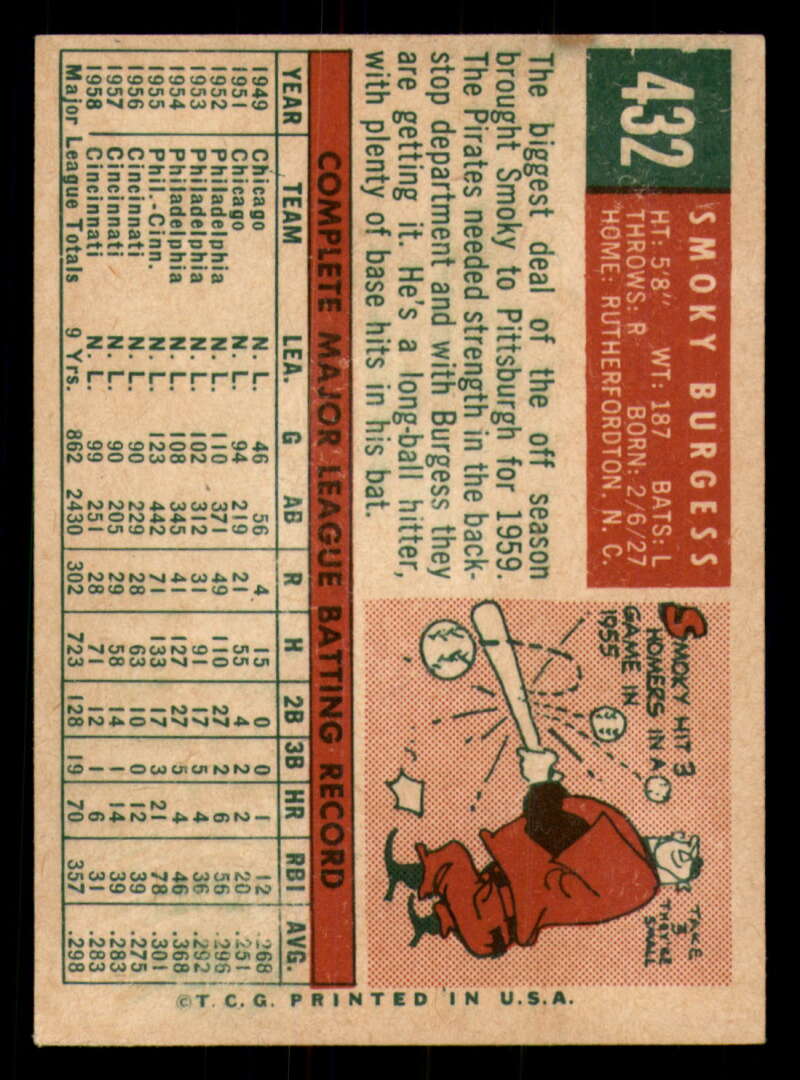 432
SMOKY BURGESS
HT: 5'8" WT: 187 BATS: L
THROWS: R BORN: 2/6/27
HOME: RUTHERFORDTON, N. C.
The biggest deal of the off season
brought Smoky to Pittsburgh for 1959.
The Pirates needed strength in the back-
stop department and with Burgess they
are getting it. He's a long-ball hitter,
with plenty of base hits in his bat.
SMOKY HIT 3
HOMERS IN A
GAME IN
1955
TAKE
3
THEY'RE
SMALL
COMPLETE MAJOR LEAGUE BATTING RECORD
YEAR TEAM LEA. G AB R H 2B 3B HR RBI AVG.
1949 Chicago N. L. 46 56 4 15 0 0 1 12 .268
1951 Chicago N. L. 94 219 21 55 4 2 2 20 .251
1952 Philadelphia N. L. 110 371 49 110 27 2 6 56 .296
1953 Philadelphia N. L. 102 312 31 91 17 5 4 36 .292
1954 Philadelphia N. L. 108 345 41 127 27 5 4 46 .368
1955 Phil.-Cinn. N. L. 123 442 71 133 17 3 21 78 .301
1956 Cincinnati N. L. 90 229 28 63 10 0 12 39 .275
1957 Cincinnati N. L. 90 205 29 58 14 1 14 39 .283
1958 Cincinnati N. L. 99 251 28 71 12 1 6 31 .283
Major League Totals 9 Yrs. 862 2430 302 723 128 19 70 357 .298
©T. C. G. PRINTED IN U.S.A.